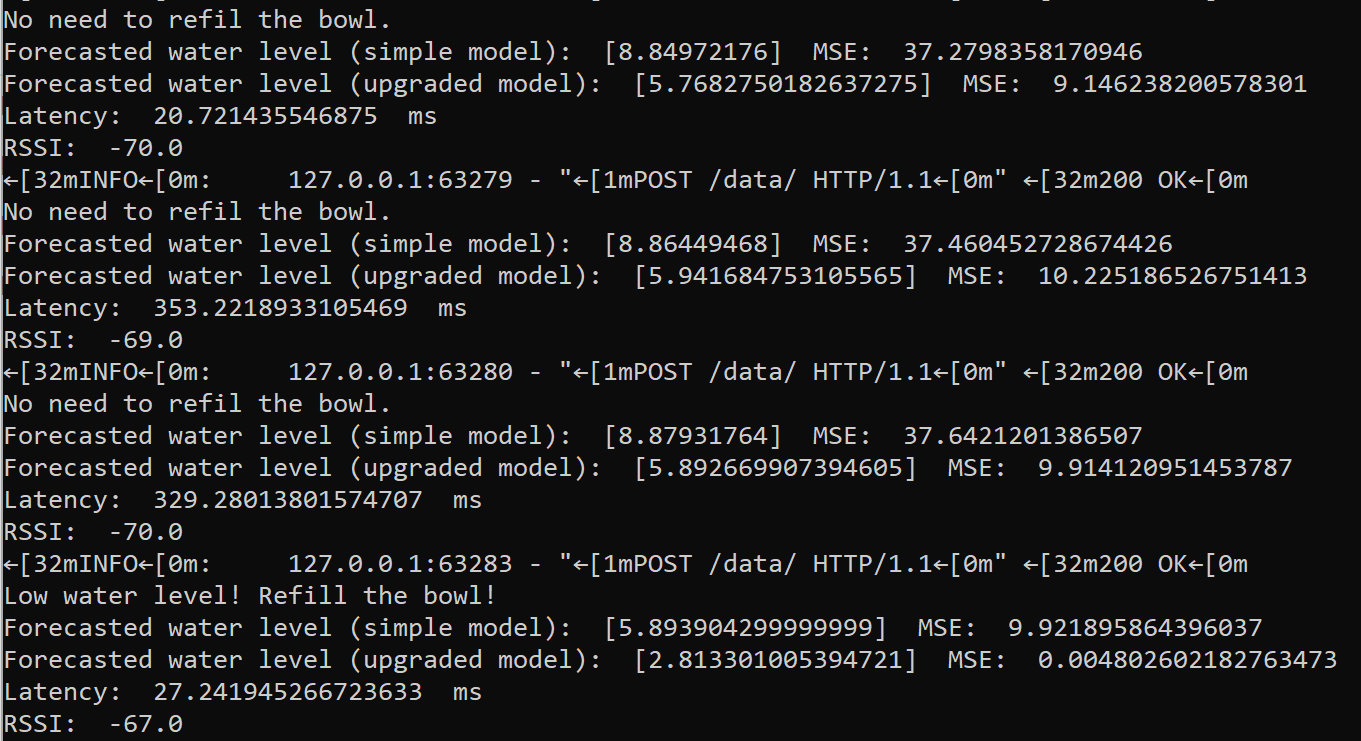 No need to refil the bowl.
Forecasted water level (simple model):  [8.84972176]  MSE:  37.2798358170946
Forecasted water level (upgraded model):  [5.7682750182637275]  MSE:  9.146238200578301
Latency:  20.721435546875  ms
RSSI:  -70.0
←[32mINFO←[0m:     127.0.0.1:63279 - "←[1mPOST /data/ HTTP/1.1←[0m" ←[32m200 OK←[0m
No need to refil the bowl.
Forecasted water level (simple model):  [8.86449468]  MSE:  37.460452728674426
Forecasted water level (upgraded model):  [5.941684753105565]  MSE:  10.225186526751413
Latency:  353.2218933105469  ms
RSSI:  -69.0
←[32mINFO←[0m:     127.0.0.1:63280 - "←[1mPOST /data/ HTTP/1.1←[0m" ←[32m200 OK←[0m
No need to refil the bowl.
Forecasted water level (simple model):  [8.87931764]  MSE:  37.6421201386507
Forecasted water level (upgraded model):  [5.892669907394605]  MSE:  9.914120951453787
Latency:  329.28013801574707  ms
RSSI:  -70.0
←[32mINFO←[0m:     127.0.0.1:63283 - "←[1mPOST /data/ HTTP/1.1←[0m" ←[32m200 OK←[0m
Low water level! Refill the bowl!
Forecasted water level (simple model):  [5.893904299999999]  MSE:  9.921895864396037
Forecasted water level (upgraded model):  [2.813301005394721]  MSE:  0.004802602182763473
Latency:  27.241945266723633  ms
RSSI:  -67.0